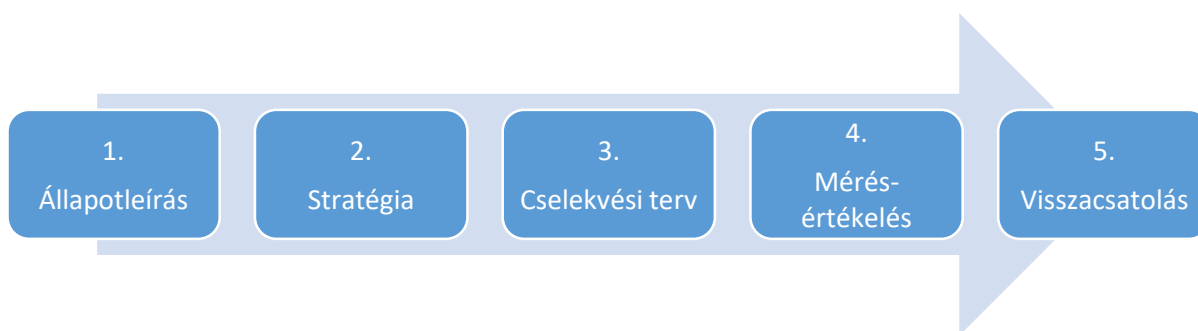 1.
Állapotleírás
2.
Stratégia
3.
Cselekvési terv
4.
Mérés-
értékelés
5.
Visszacsatolás